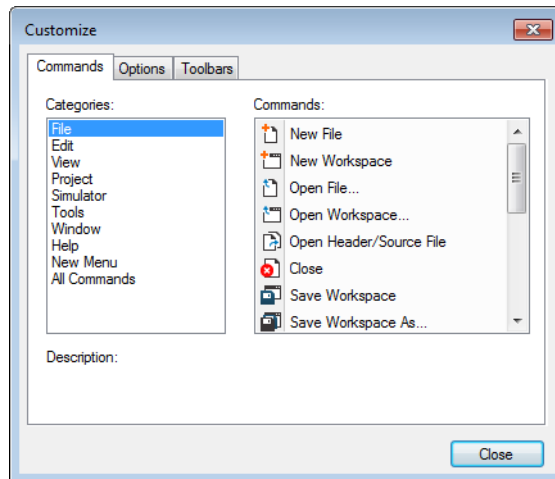 Customize
Commands
Options
Toolbars
Categories:
File
Edit
View
Project
Simulator
Tools
Window
Help
New Menu
All Commands
Commands:
New File
New Workspace
Open File...
Open Workspace...
Open Header/Source File
Close
Save Workspace
Save Workspace As...
Description:
Close